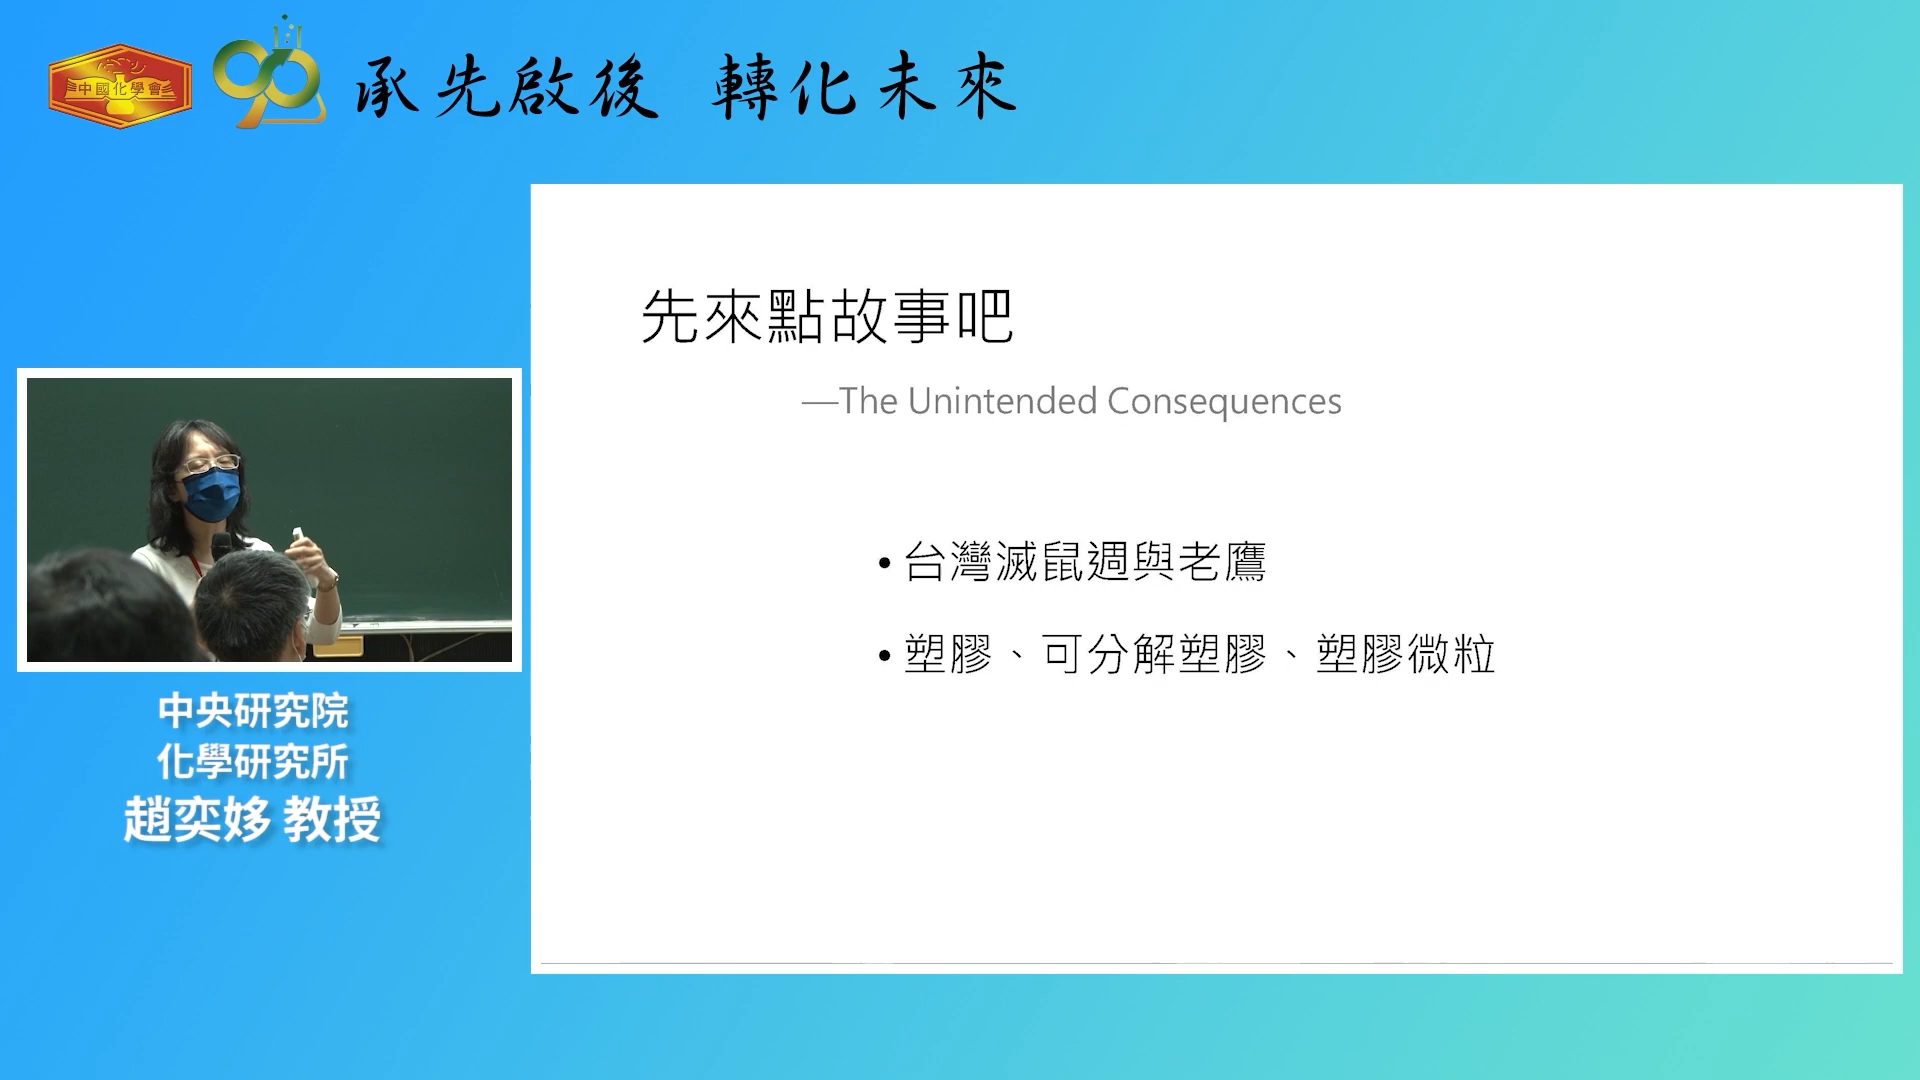 中國化學會
90
承先啟後 轉化未來
先來點故事吧
—The Unintended Consequences
• 台灣滅鼠週與老鷹
• 塑膠、可分解塑膠、塑膠微粒
中央研究院
化學研究所
趙奕姼 教授